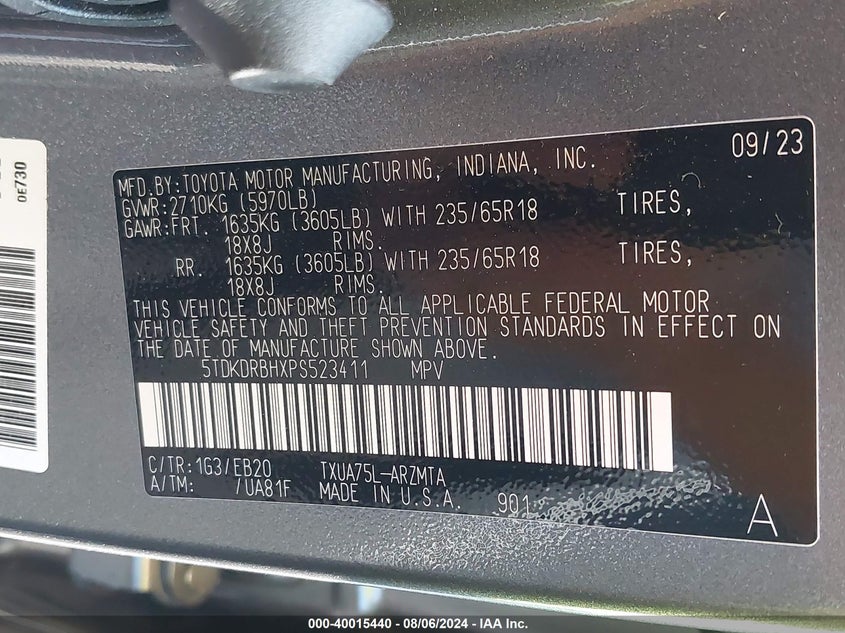 0E730
09/23
MFD.BY:TOYOTA MOTOR MANUFACTURING, INDIANA, INC.
GVWR:2710KG (5970LB)
GAWR:FRT. 1635KG (3605LB) WITH 235/65R18 TIRES,
18X8J RIMS.
RR. 1635KG (3605LB) WITH 235/65R18 TIRES,
18X8J RIMS.
THIS VEHICLE CONFORMS TO ALL APPLICABLE FEDERAL MOTOR
VEHICLE SAFETY AND THEFT PREVENTION STANDARDS IN EFFECT ON
THE DATE OF MANUFACTURE SHOWN ABOVE.
5TDKDRBHXPS523411 MPV
C/TR:1G3/EB20 TXUA75L-ARZMTA
A/TM: /UA81F MADE IN U.S.A. 901
A
000-40015440 - 08/06/2024 - IAA Inc.